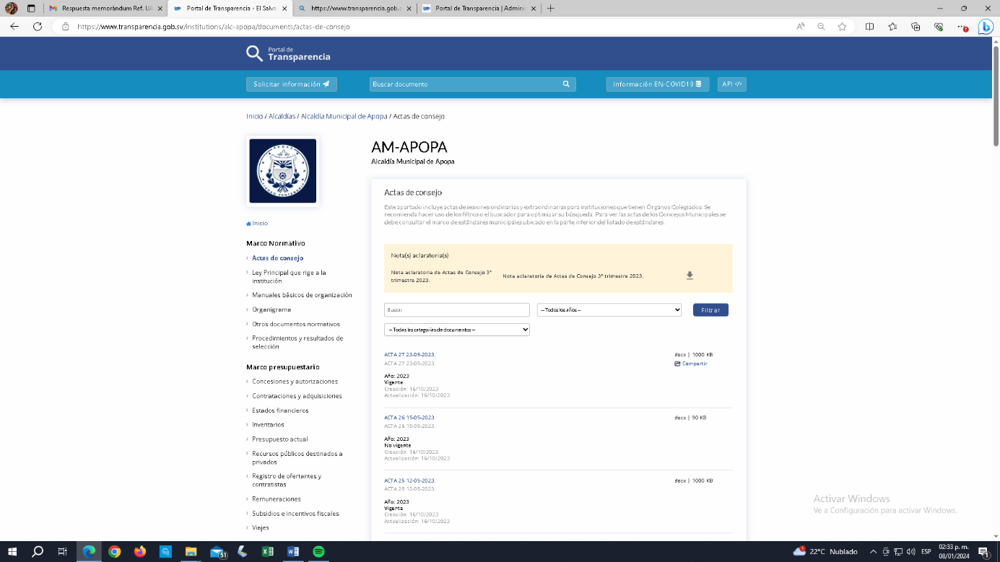 Respuesta memorándum Ref. UA
Portal de Transparencia - El Salva
https://www.transparencia.gob.s
Portal de Transparencia | Adminis
https://www.transparencia.gob.sv/institutions/alc-apopa/documents/actas-de-consejo
Portal de
Transparencia
Solicitar información
Buscar documento
Información EN-COVID19
API </>
Inicio / Alcaldías / Alcaldía Municipal de Apopa / Actas de consejo
AM-APOPA
Alcaldía Municipal de Apopa
Inicio
Marco Normativo
Actas de consejo
Ley Principal que rige a la
institución
Manuales básicos de organización
Organigrama
Otros documentos normativos
Procedimientos y resultados de
selección
Marco presupuestario
Concesiones y autorizaciones
Contrataciones y adquisiciones
Estados financieros
Inventarios
Presupuesto actual
Recursos públicos destinados a
privados
Registro de ofertantes y
contratistas
Remuneraciones
Subsidios e incentivos fiscales
Viajes
Actas de consejo
Este apartado incluye actas de sesiones ordinarias y extraordinarias para instituciones que tienen Órganos Colegiados. Se
recomienda hacer uso de los filtros o el buscador para optimizar su búsqueda. Para ver las actas de los Concejos Municipales se
debe consultar el marco de estándares municipales ubicado en la parte inferior del listado de estándares.
Nota(s) aclaratoria(s)
Nota aclaratoria de Actas de Consejo 3°
trimestre 2023.
Nota aclaratoria de Actas de Consejo 3° trimestre 2023.
Buscar
-- Todos los años --
Filtrar
-- Todas las categorías de documentos --
ACTA 27 23-05-2023.
docx | 1000 KB
ACTA 27 23-05-2023.
Compartir
Año: 2023
Vigente
Creación: 16/10/2023
Actualización: 16/10/2023
ACTA 26 15-05-2023.
docx | 90 KB
ACTA 26 15-05-2023.
Año: 2023
No vigente
Creación: 16/10/2023
Actualización: 16/10/2023
ACTA 25 12-05-2023.
docx | 1000 KB
ACTA 25 12-05-2023.
Año: 2023
Vigente
Creación: 16/10/2023
Actualización: 16/10/2023
Activar Windows
Ve a Configuración para activar Windows.
51
22°C Nublado
ESP
02:33 p. m.
08/01/2024